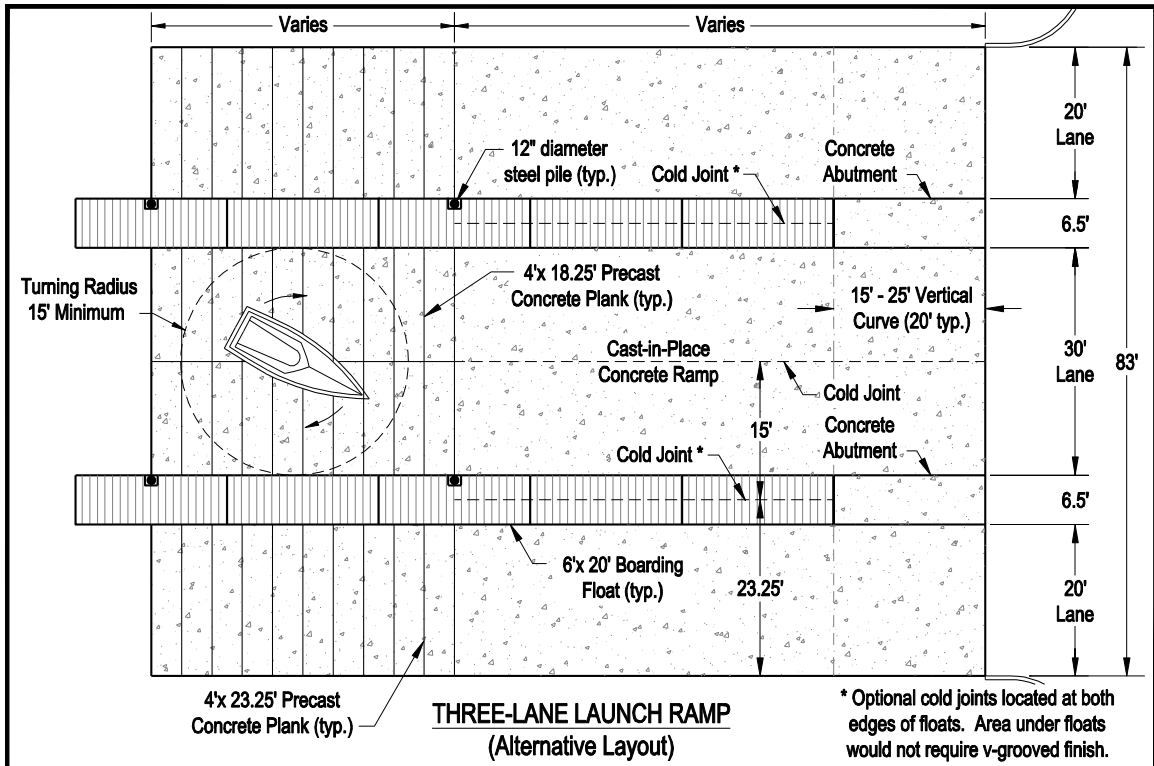 Varies
Varies
20'
Lane
12" diameter
steel pile (typ.)
Cold Joint *
Concrete
Abutment
6.5'
Turning Radius
15' Minimum
4'x 18.25' Precast
Concrete Plank (typ.)
15' - 25' Vertical
Curve (20' typ.)
30'
Lane
83'
Cast-in-Place
Concrete Ramp
Cold Joint
15'
Concrete
Abutment
Cold Joint *
6.5'
6'x 20' Boarding
Float (typ.)
23.25'
20'
Lane
4'x 23.25' Precast
Concrete Plank (typ.)
THREE-LANE LAUNCH RAMP
(Alternative Layout)
* Optional cold joints located at both
edges of floats. Area under floats
would not require v-grooved finish.